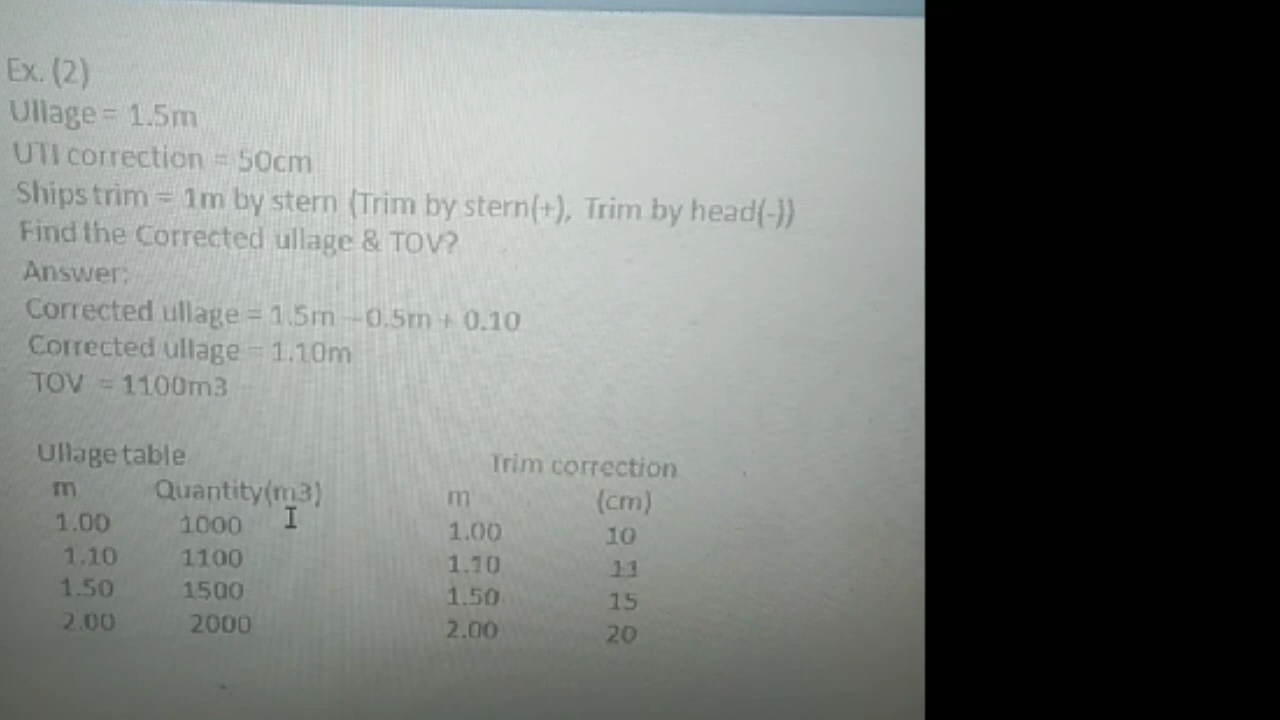 Ex. (2)
Ullage = 1.5m
UTI correction = 50cm
Ships trim = 1m by stern (Trim by stern(+), Trim by head(-))
Find the Corrected ullage & TOV?
Answer:
Corrected ullage = 1.5m – 0.5m + 0.10
Corrected ullage = 1.10m
TOV = 1100m3
Ullage table Trim correction
m Quantity(m3) m (cm)
1.00 1000 1.00 10
1.10 1100 1.10 11
1.50 1500 1.50 15
2.00 2000 2.00 20